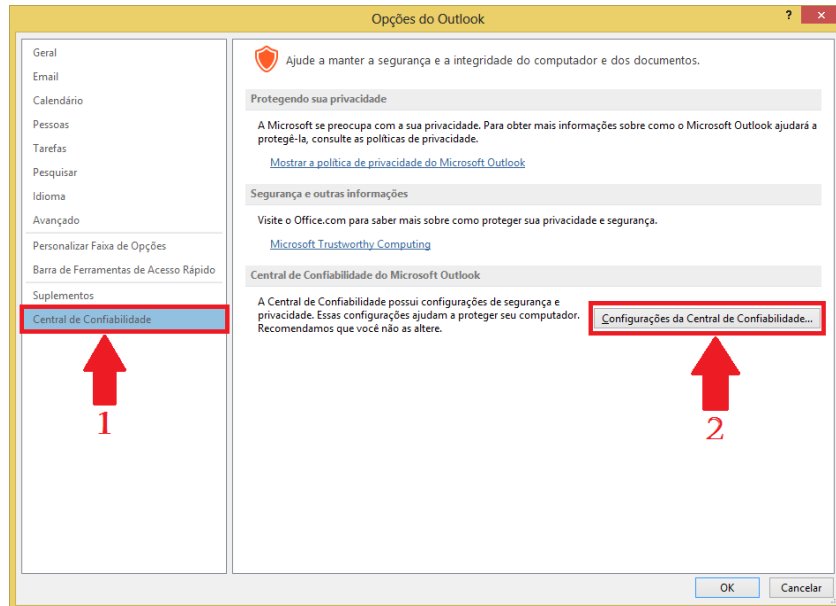 Opções do Outlook
?
Geral
Email
Calendário
Pessoas
Tarefas
Pesquisar
Idioma
Avançado
Personalizar Faixa de Opções
Barra de Ferramentas de Acesso Rápido
Suplementos
Central de Confiabilidade
1
Ajude a manter a segurança e a integridade do computador e dos documentos.
Protegendo sua privacidade
A Microsoft se preocupa com a sua privacidade. Para obter mais informações sobre como o Microsoft Outlook ajudará a
protegê-la, consulte as políticas de privacidade.
Mostrar a política de privacidade do Microsoft Outlook
Segurança e outras informações
Visite o Office.com para saber mais sobre como proteger sua privacidade e segurança.
Microsoft Trustworthy Computing
Central de Confiabilidade do Microsoft Outlook
A Central de Confiabilidade possui configurações de segurança e
privacidade. Essas configurações ajudam a proteger seu computador.
Recomendamos que você não as altere.
Configurações da Central de Confiabilidade...
2
OK
Cancelar